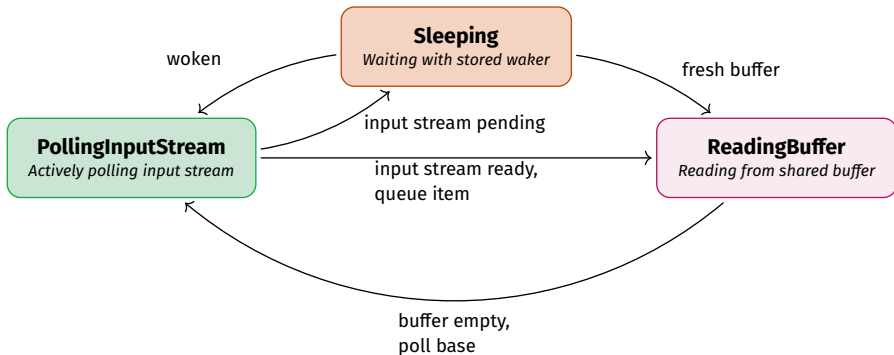 Sleeping
Waiting with stored waker
woken
fresh buffer
input stream pending
PollingInputStream
Actively polling input stream
ReadingBuffer
Reading from shared buffer
input stream ready,
queue item
buffer empty,
poll base